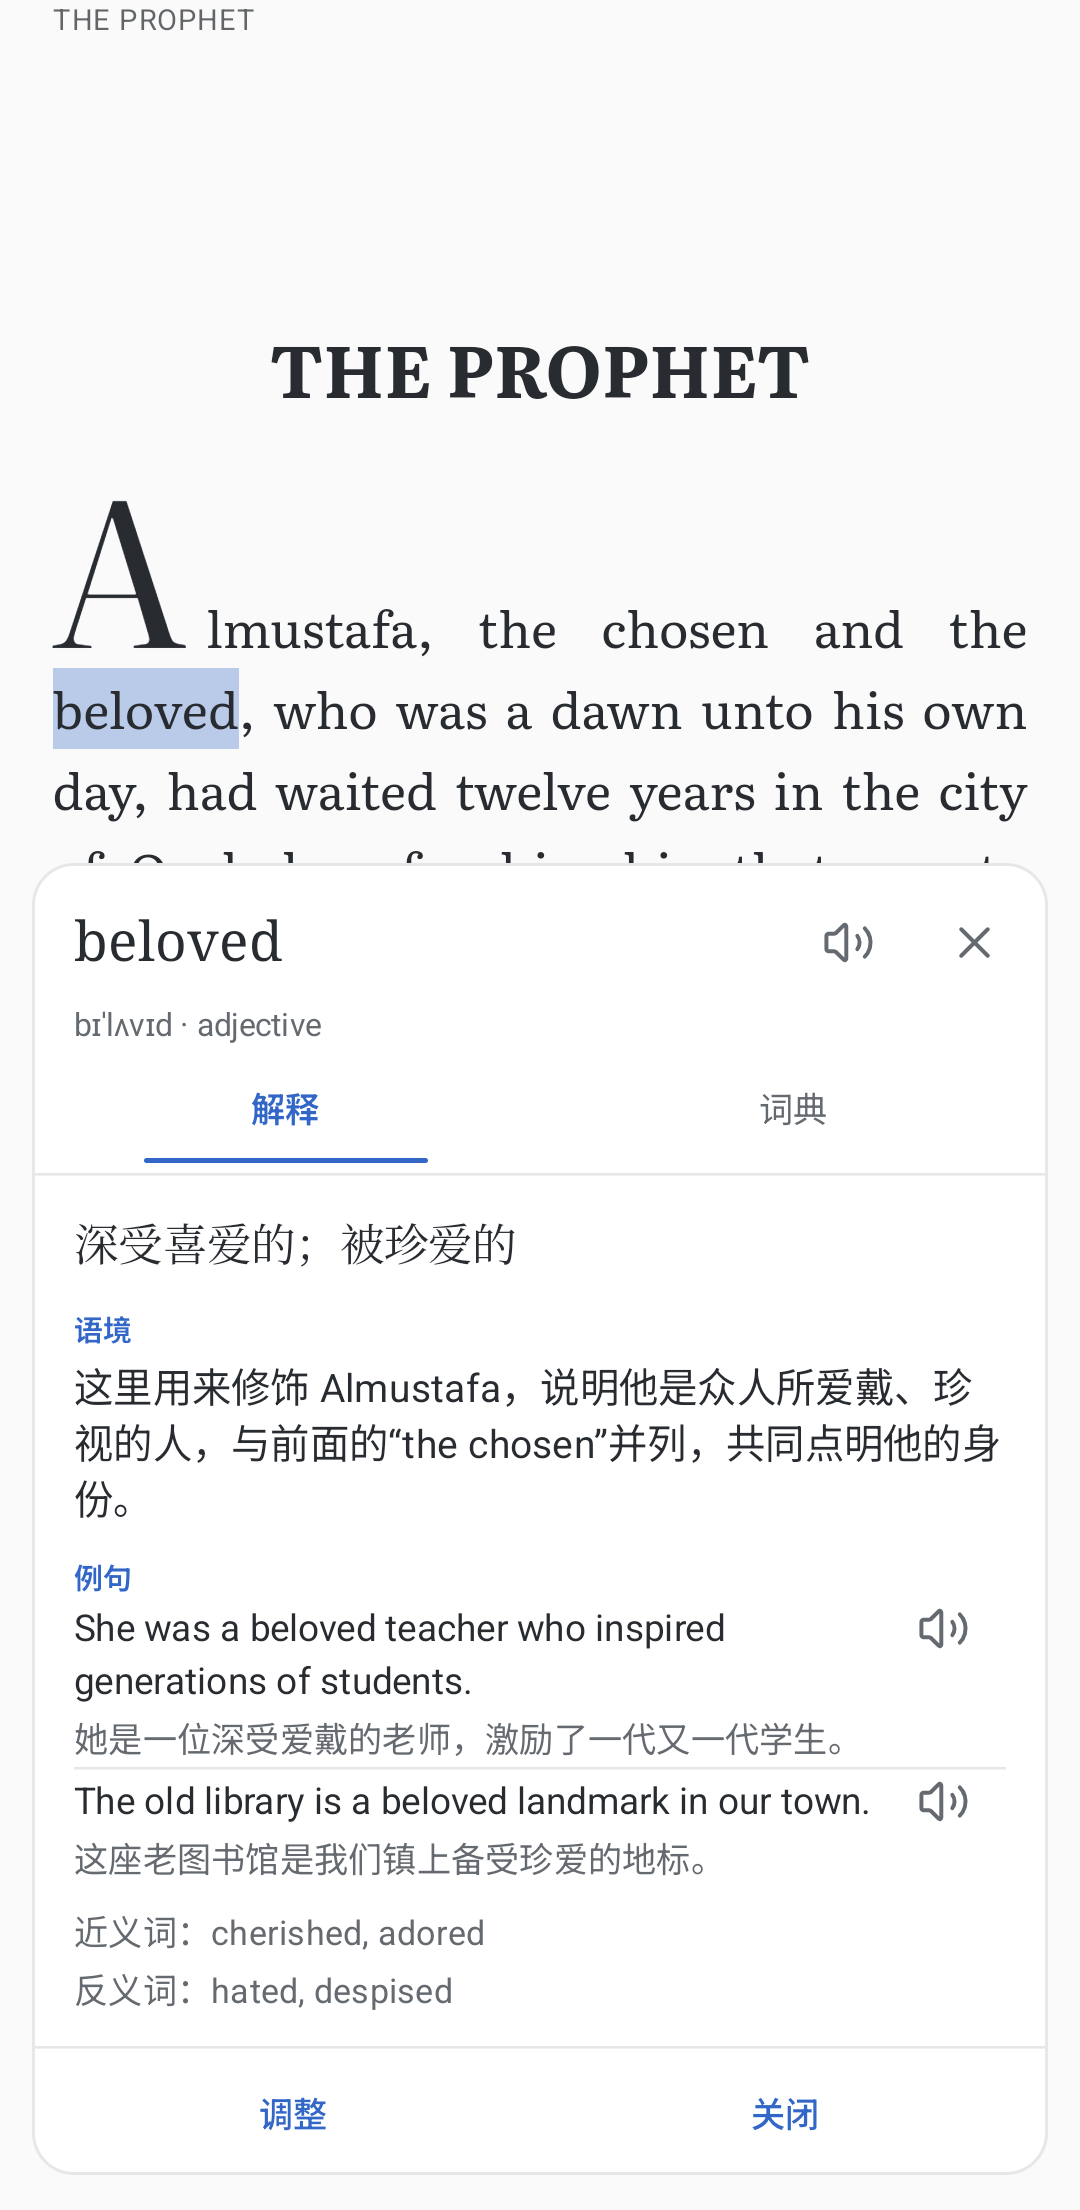 THE PROPHET
THE PROPHET
Almustafa, the chosen and the
beloved, who was a dawn unto his own
day, had waited twelve years in the city
beloved
bɪˈlʌvɪd · adjective
解释 词典
深受喜爱的；被珍爱的
语境
这里用来修饰 Almustafa，说明他是众人所爱戴、珍
视的人，与前面的“the chosen”并列，共同点明他的身
份。
例句
She was a beloved teacher who inspired
generations of students.
她是一位深受爱戴的老师，激励了一代又一代学生。
The old library is a beloved landmark in our town.
这座老图书馆是我们镇上备受珍爱的地标。
近义词：cherished, adored
反义词：hated, despised
调整 关闭